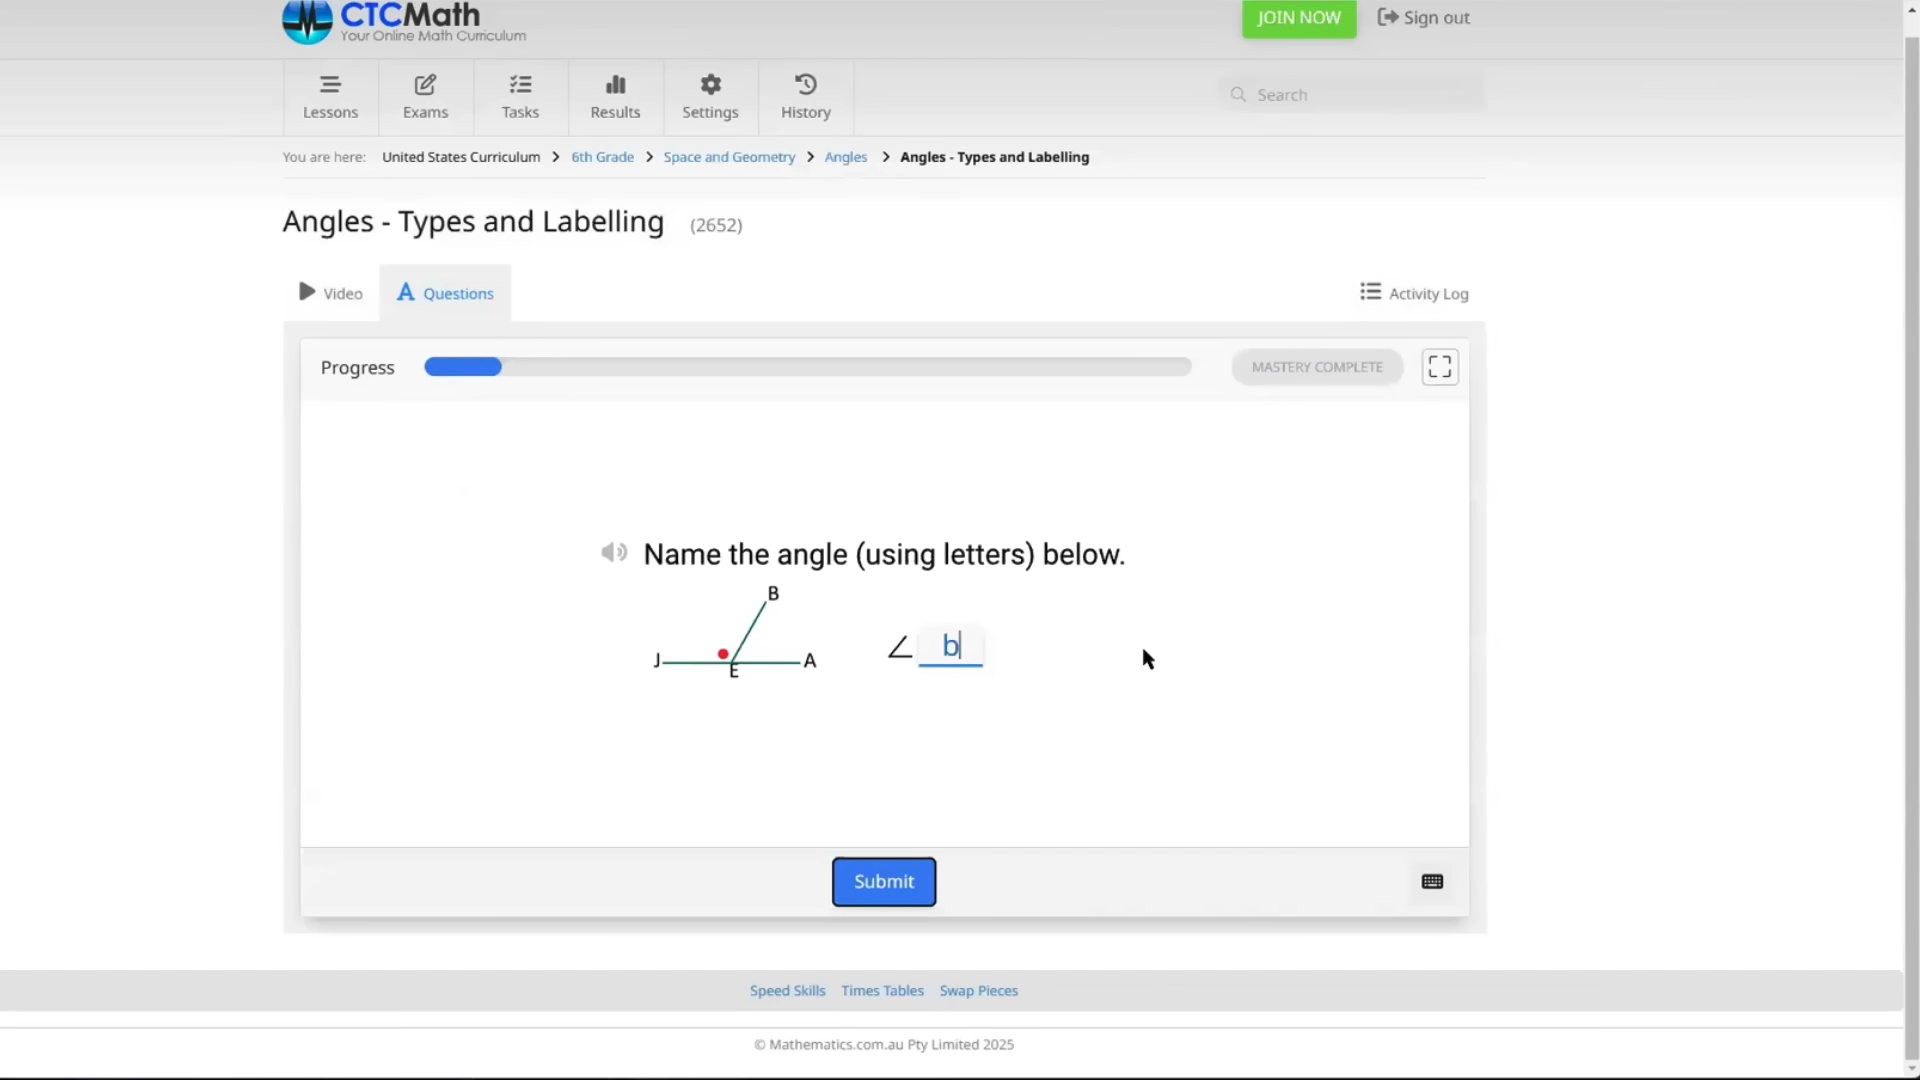 CTCMath
Your Online Math Curriculum
JOIN NOW
Sign out
Lessons
Exams
Tasks
Results
Settings
History
Search
You are here: United States Curriculum > 6th Grade > Space and Geometry > Angles > Angles - Types and Labelling
Angles - Types and Labelling (2652)
Video
A Questions
Activity Log
Progress
MASTERY COMPLETE
Name the angle (using letters) below.
B
J
E
A
∠ b
Submit
Speed Skills Times Tables Swap Pieces
© Mathematics.com.au Pty Limited 2025